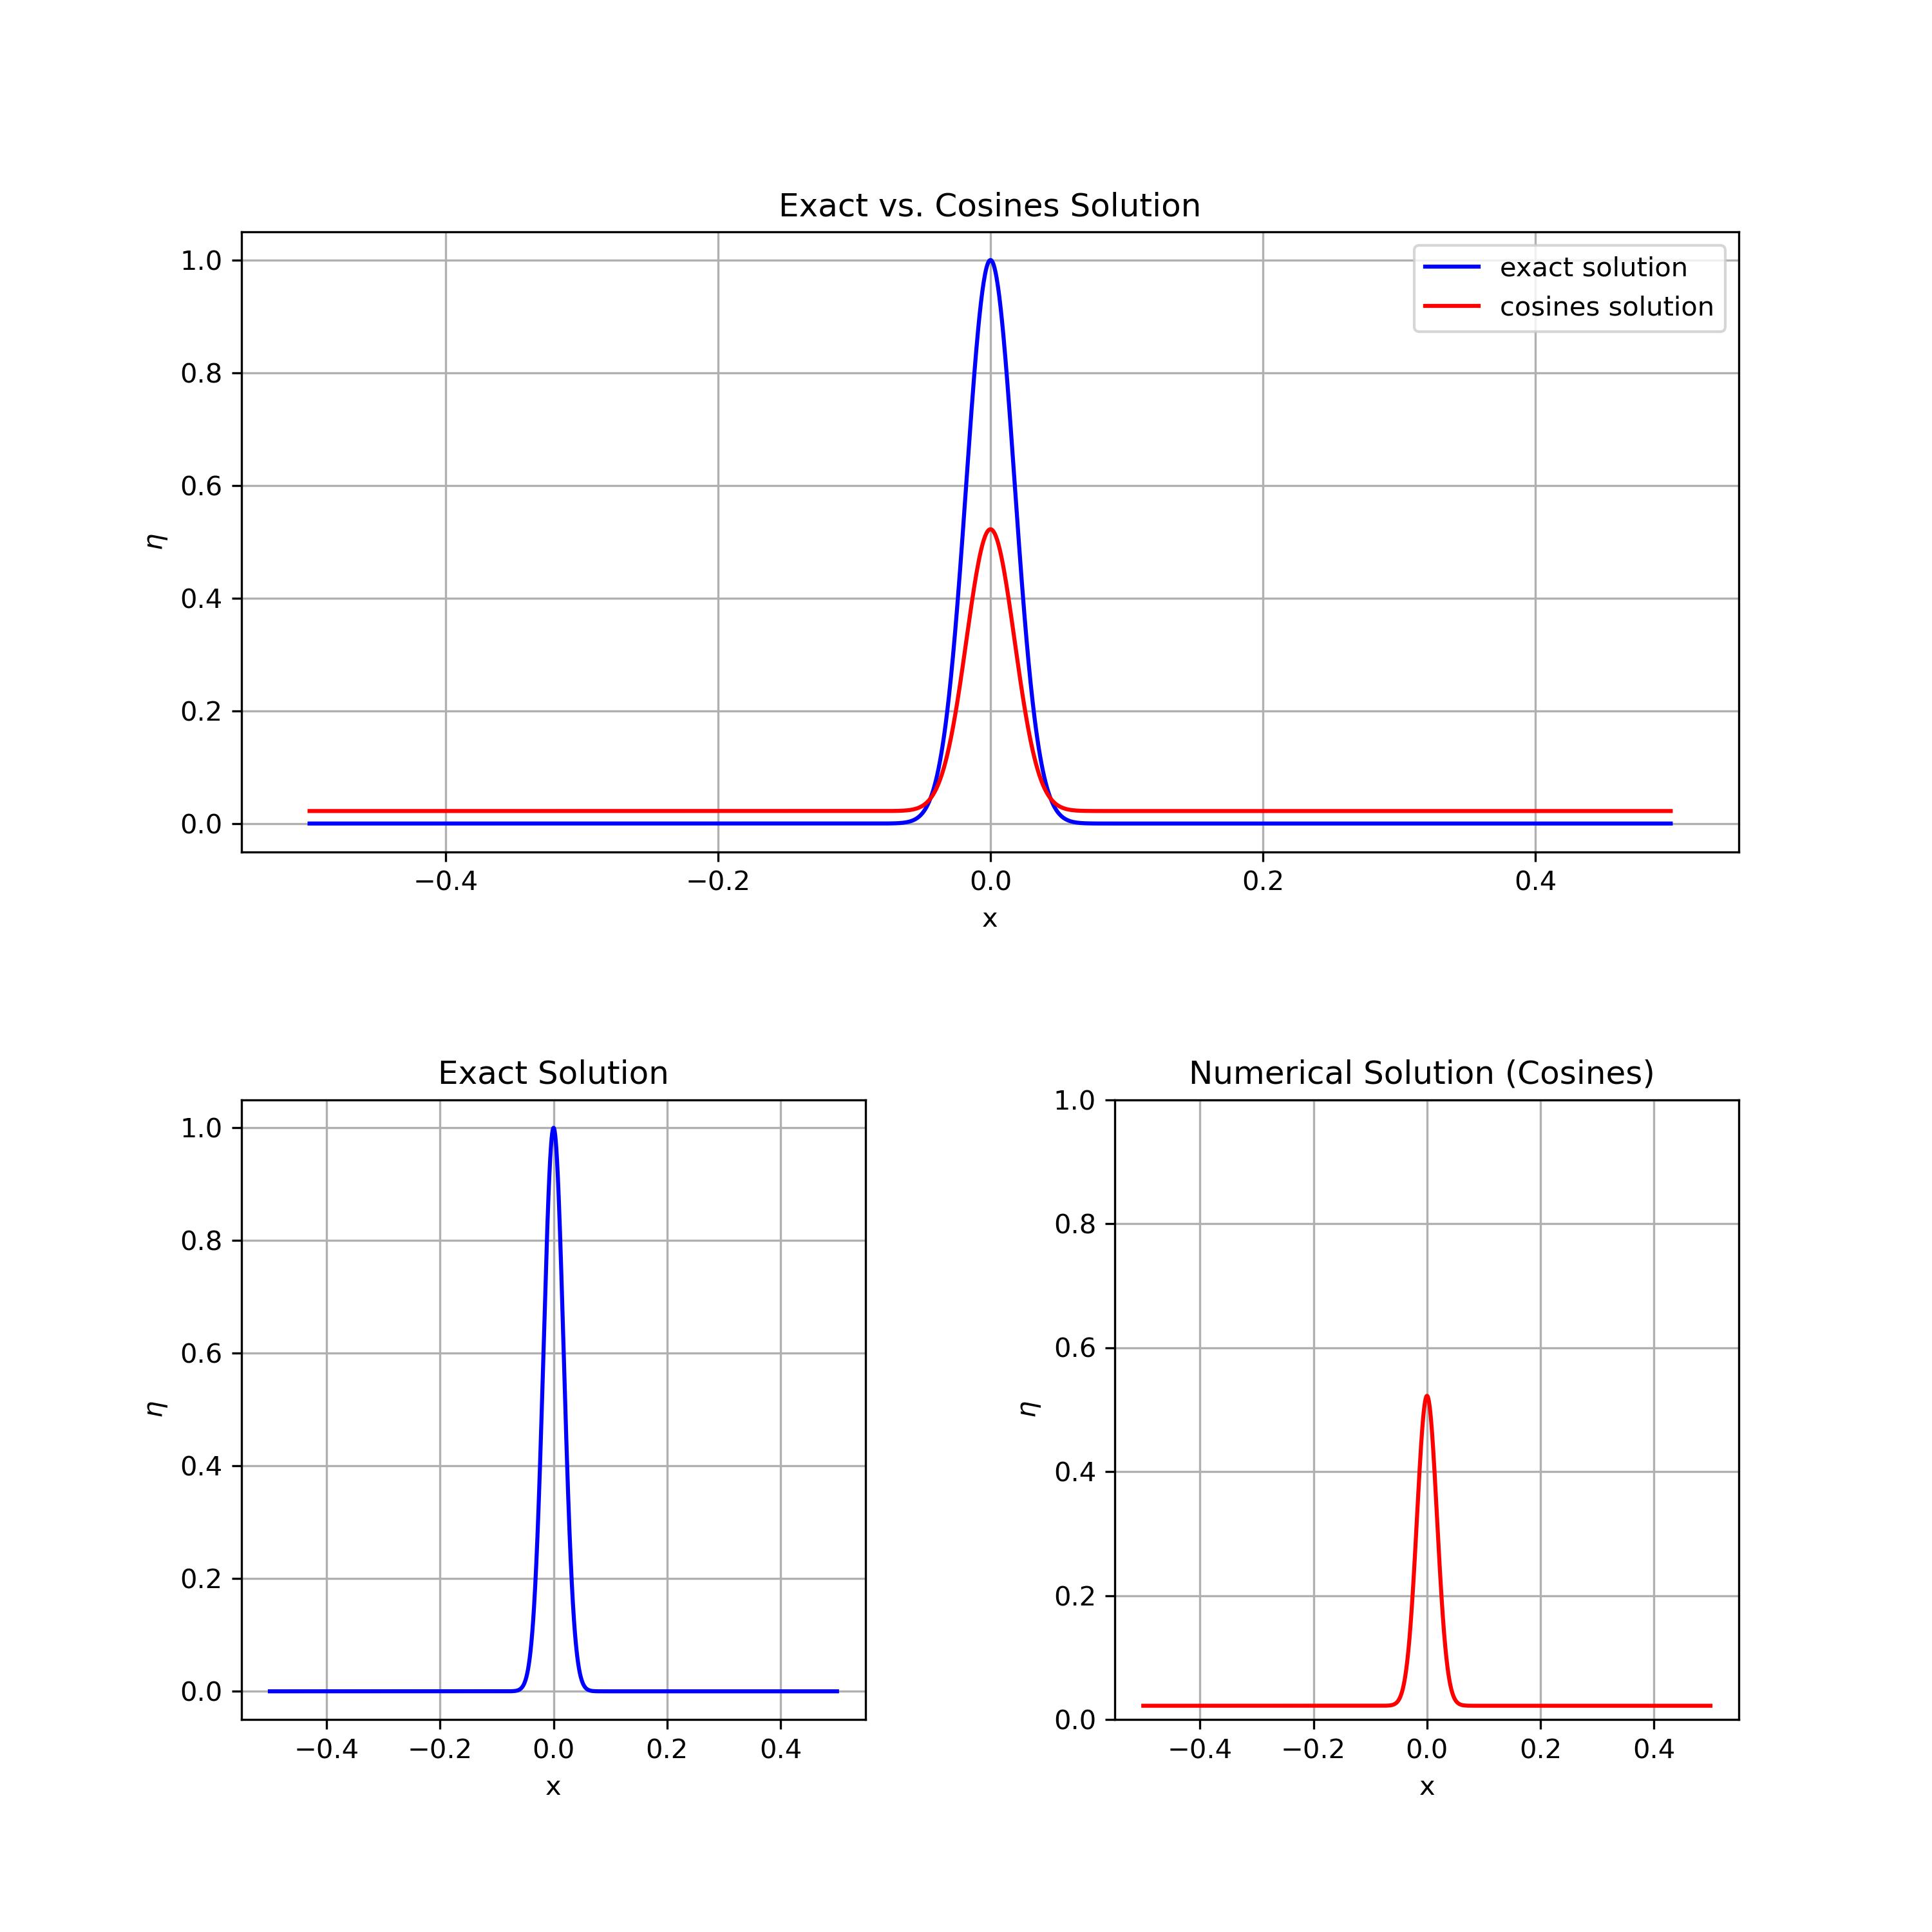 Exact vs. Cosines Solution
1.0
0.8
0.6
0.4
0.2
0.0
η
exact solution
cosines solution
−0.4 −0.2 0.0 0.2 0.4
x
Exact Solution
1.0
0.8
0.6
0.4
0.2
0.0
η
−0.4 −0.2 0.0 0.2 0.4
x
Numerical Solution (Cosines)
1.0
0.8
0.6
0.4
0.2
0.0
η
−0.4 −0.2 0.0 0.2 0.4
x